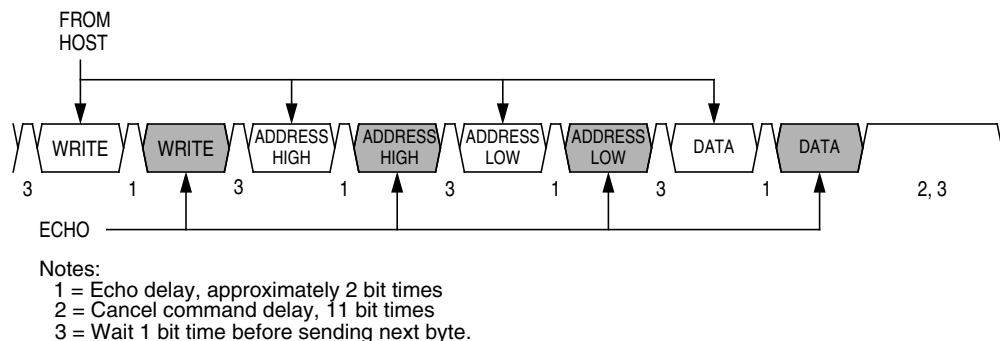 FROM
HOST
WRITE WRITE ADDRESS HIGH ADDRESS HIGH ADDRESS LOW ADDRESS LOW DATA DATA
3 1 3 1 3 1 3 1 2, 3
ECHO
Notes:
1 = Echo delay, approximately 2 bit times
2 = Cancel command delay, 11 bit times
3 = Wait 1 bit time before sending next byte.